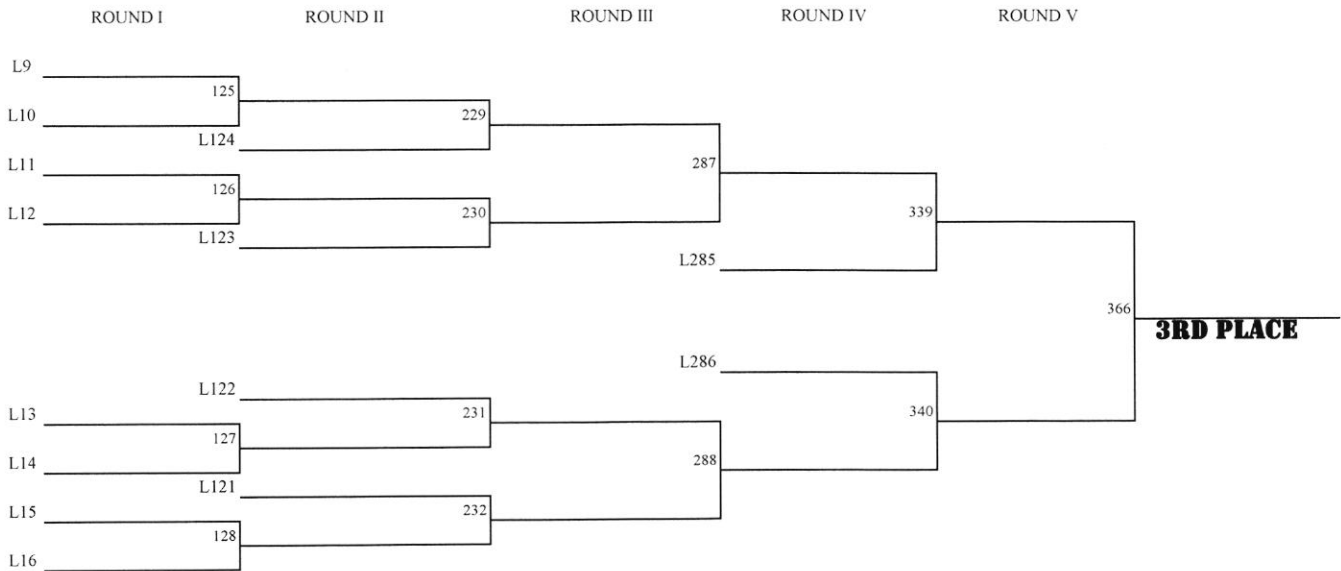 ROUND I ROUND II ROUND III ROUND IV ROUND V
L9
125
L10
229
L124
L11
287
126
L12
230
339
L123
L285
366
3RD PLACE
L286
L122
L13
231
340
127
L14
288
L121
L15
232
128
L16